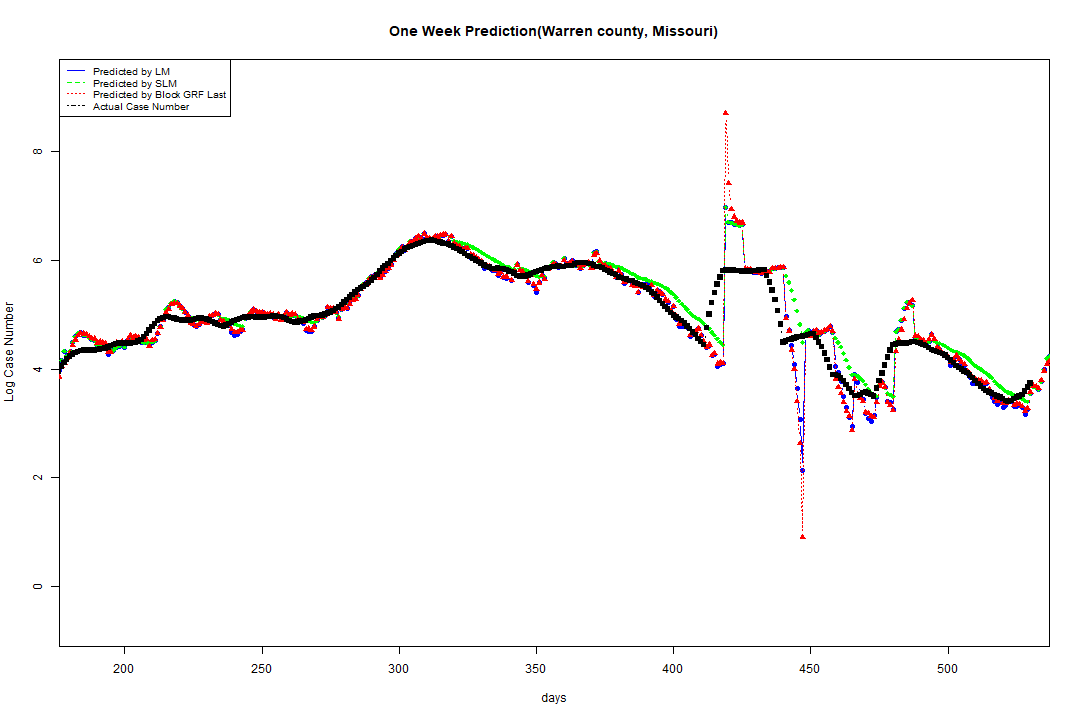 One Week Prediction(Warren county, Missouri)
Predicted by LM
Predicted by SLM
Predicted by Block GRF Last
Actual Case Number
Log Case Number
8
6
4
2
0
200 250 300 350 400 450 500
days